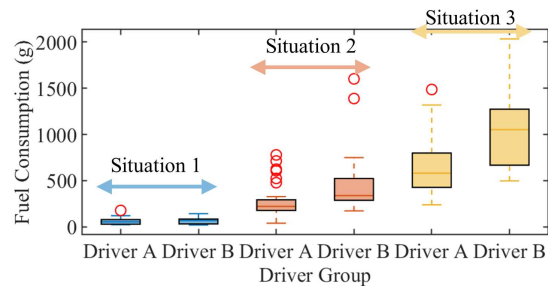 Situation 3
Situation 2
Situation 1
Fuel Consumption (g)
2000
1500
1000
500
0
Driver A Driver B Driver A Driver B Driver A Driver B
Driver Group